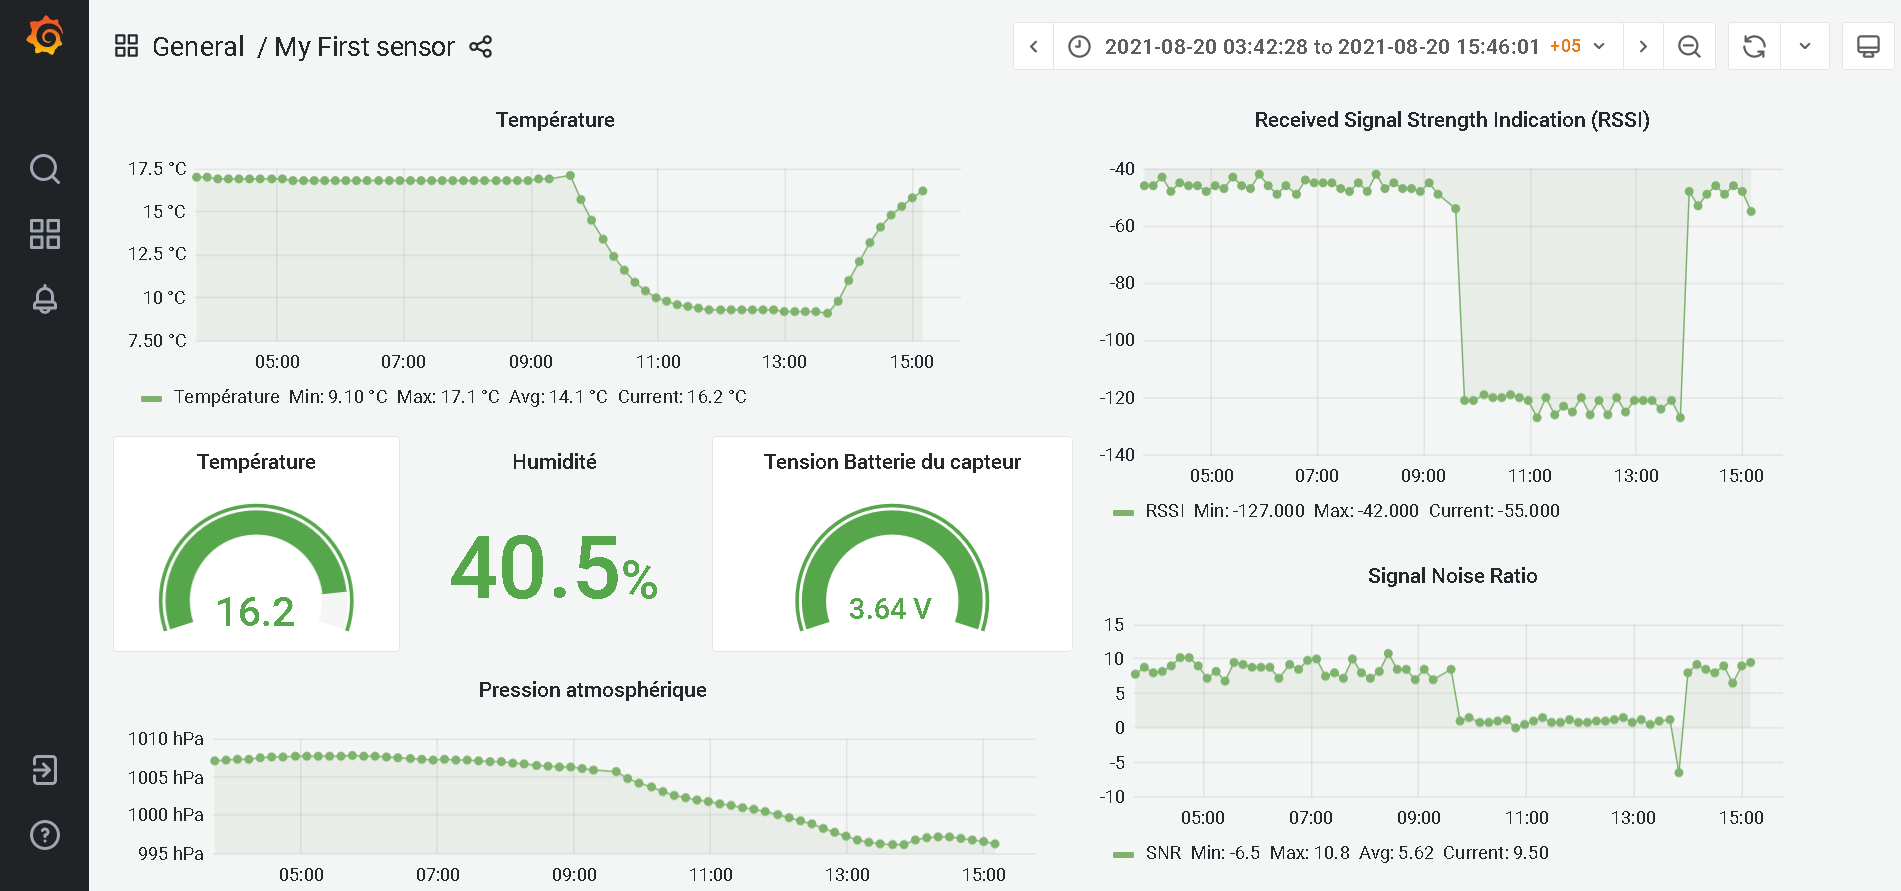 General / My First sensor
2021-08-20 03:42:28 to 2021-08-20 15:46:01 +05
Température
17.5 °C
15 °C
12.5 °C
10 °C
7.50 °C
05:00 07:00 09:00 11:00 13:00 15:00
Température Min: 9.10 °C Max: 17.1 °C Avg: 14.1 °C Current: 16.2 °C
Received Signal Strength Indication (RSSI)
-40
-60
-80
-100
-120
-140
05:00 07:00 09:00 11:00 13:00 15:00
RSSI Min: -127.000 Max: -42.000 Current: -55.000
Température
16.2
Humidité
40.5%
Tension Batterie du capteur
3.64 V
Signal Noise Ratio
15
10
5
0
-5
-10
05:00 07:00 09:00 11:00 13:00 15:00
SNR Min: -6.5 Max: 10.8 Avg: 5.62 Current: 9.50
Pression atmosphérique
1010 hPa
1005 hPa
1000 hPa
995 hPa
05:00 07:00 09:00 11:00 13:00 15:00